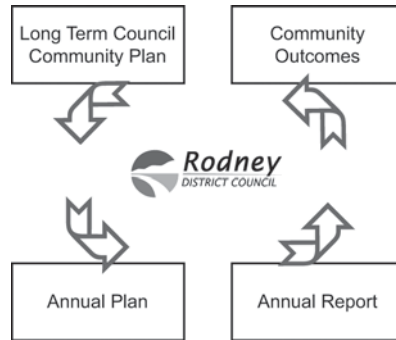 Long Term Council
Community Plan
Community
Outcomes
Rodney
DISTRICT COUNCIL
Annual Plan
Annual Report